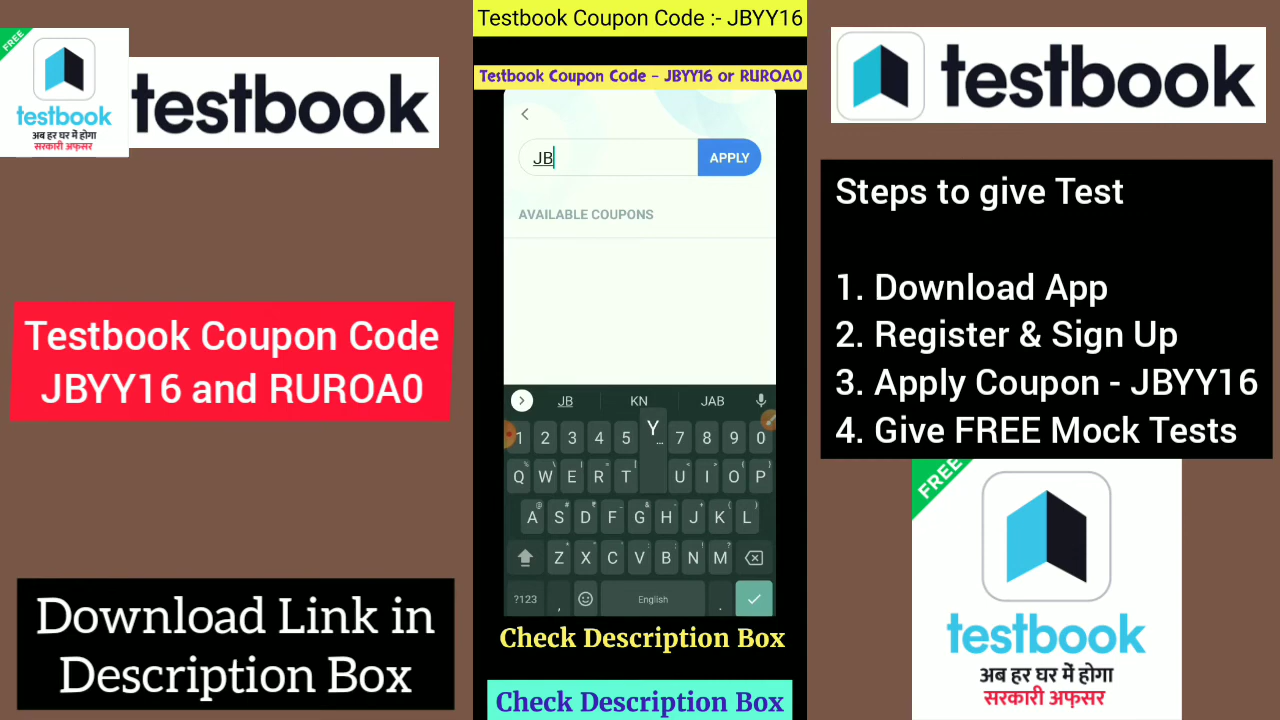 FREE
testbook
अब हर घर में होगा
सरकारी अफ़सर
testbook
Testbook Coupon Code
JBYY16 and RUROA0
Download Link in
Description Box
Testbook Coupon Code :- JBYY16
Testbook Coupon Code - JBYY16 or RUROA0
JB
APPLY
AVAILABLE COUPONS
JB KN JAB
1 2 3 4 5 Y 7 8 9 0
Q W E R T U I O P
A S D F G H J K L
Z X C V B N M
?123 , English .
Check Description Box
Check Description Box
testbook
Steps to give Test
1. Download App
2. Register & Sign Up
3. Apply Coupon - JBYY16
4. Give FREE Mock Tests
FREE
testbook
अब हर घर में होगा
सरकारी अफ़सर